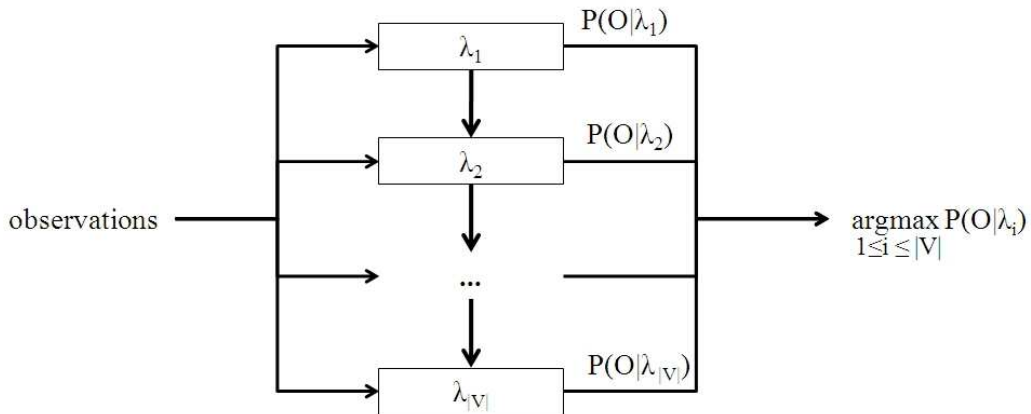 P(O|λ₁)
λ₁
P(O|λ₂)
λ₂
observations
argmax P(O|λᵢ)
1≤i≤|V|
...
P(O|λ|V|)
λ|V|